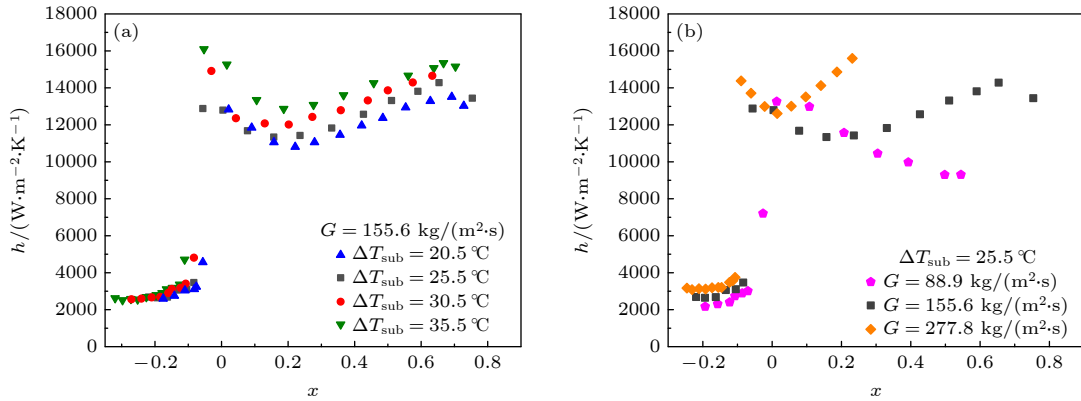 (a)
18000
16000
14000
12000
10000
8000
6000
4000
2000
0
h/(W·m⁻²·K⁻¹)
G = 155.6 kg/(m²·s)
ΔT_sub = 20.5 ℃
ΔT_sub = 25.5 ℃
ΔT_sub = 30.5 ℃
ΔT_sub = 35.5 ℃
−0.2 0 0.2 0.4 0.6 0.8
x
(b)
18000
16000
14000
12000
10000
8000
6000
4000
2000
0
h/(W·m⁻²·K⁻¹)
ΔT_sub = 25.5 ℃
G = 88.9 kg/(m²·s)
G = 155.6 kg/(m²·s)
G = 277.8 kg/(m²·s)
−0.2 0 0.2 0.4 0.6 0.8
x